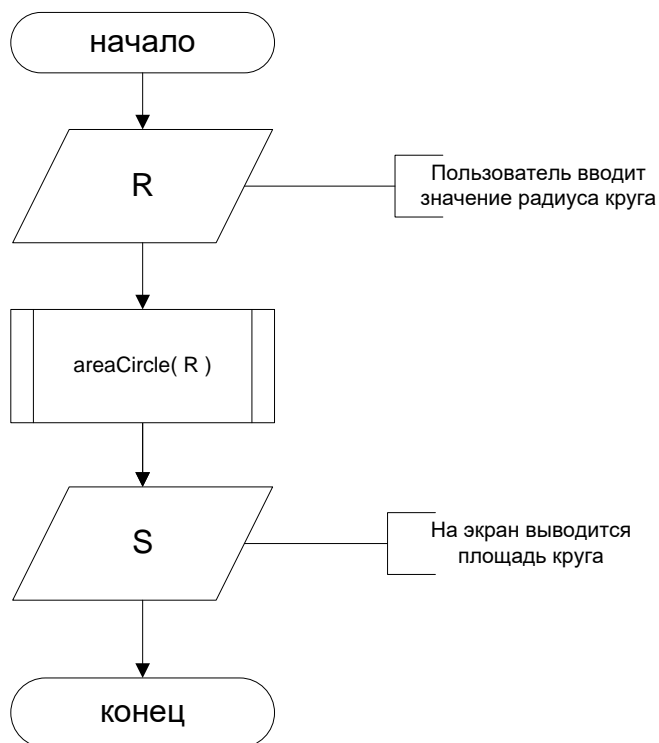 начало
R
Пользователь вводит
значение радиуса круга
areaCircle( R )
S
На экран выводится
площадь круга
конец